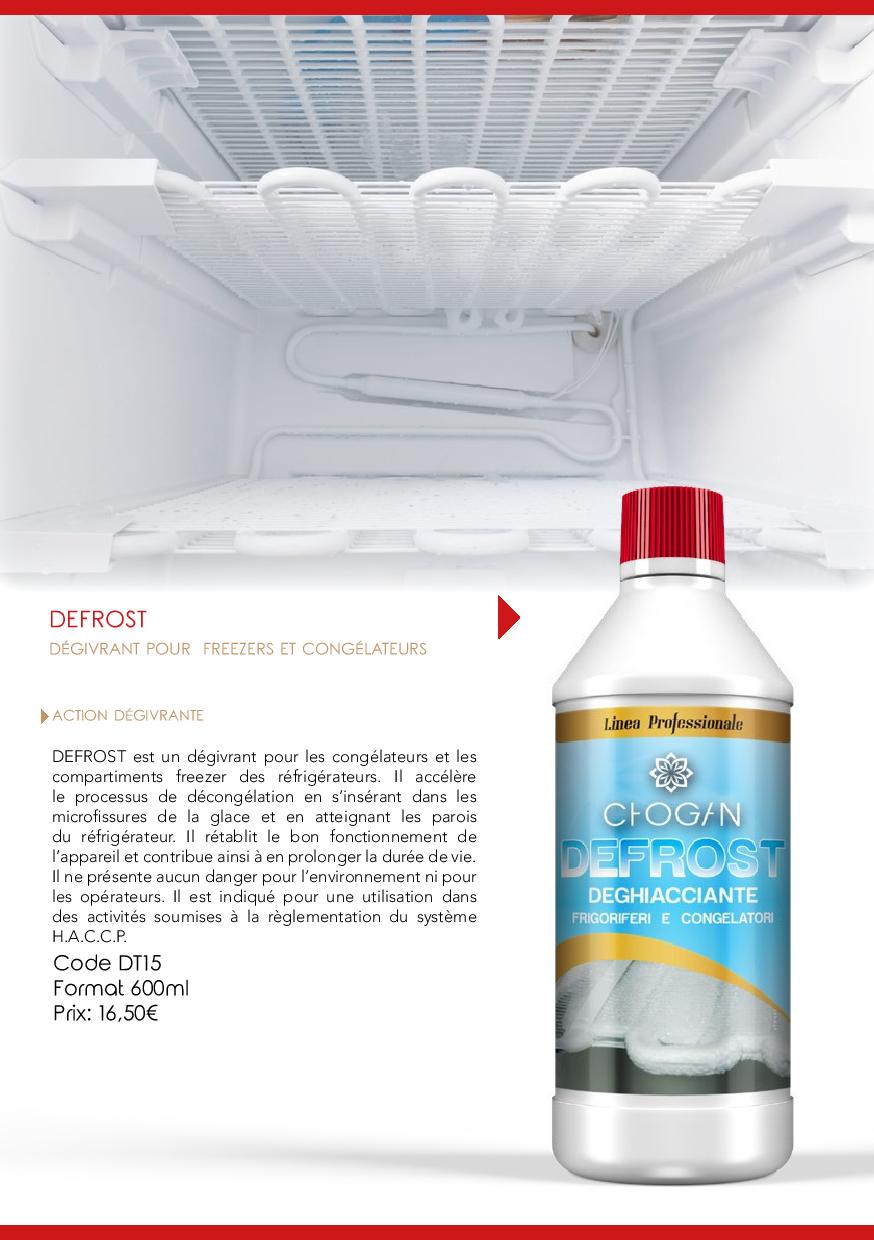 DEFROST
DÉGIVRANT POUR FREEZERS ET CONGÉLATEURS
ACTION DÉGIVRANTE
DEFROST est un dégivrant pour les congélateurs et les
compartiments freezer des réfrigérateurs. Il accélère
le processus de décongélation en s'insérant dans les
microfissures de la glace et en atteignant les parois
du réfrigérateur. Il rétablit le bon fonctionnement de
l'appareil et contribue ainsi à en prolonger la durée de vie.
Il ne présente aucun danger pour l'environnement ni pour
les opérateurs. Il est indiqué pour une utilisation dans
des activités soumises à la règlementation du système
H.A.C.C.P.
Code DT15
Format 600ml
Prix: 16,50€
Linea Professionale
CHOGAN
DEFROST
DEGHIACCIANTE
FRIGORIFERI E CONGELATORI